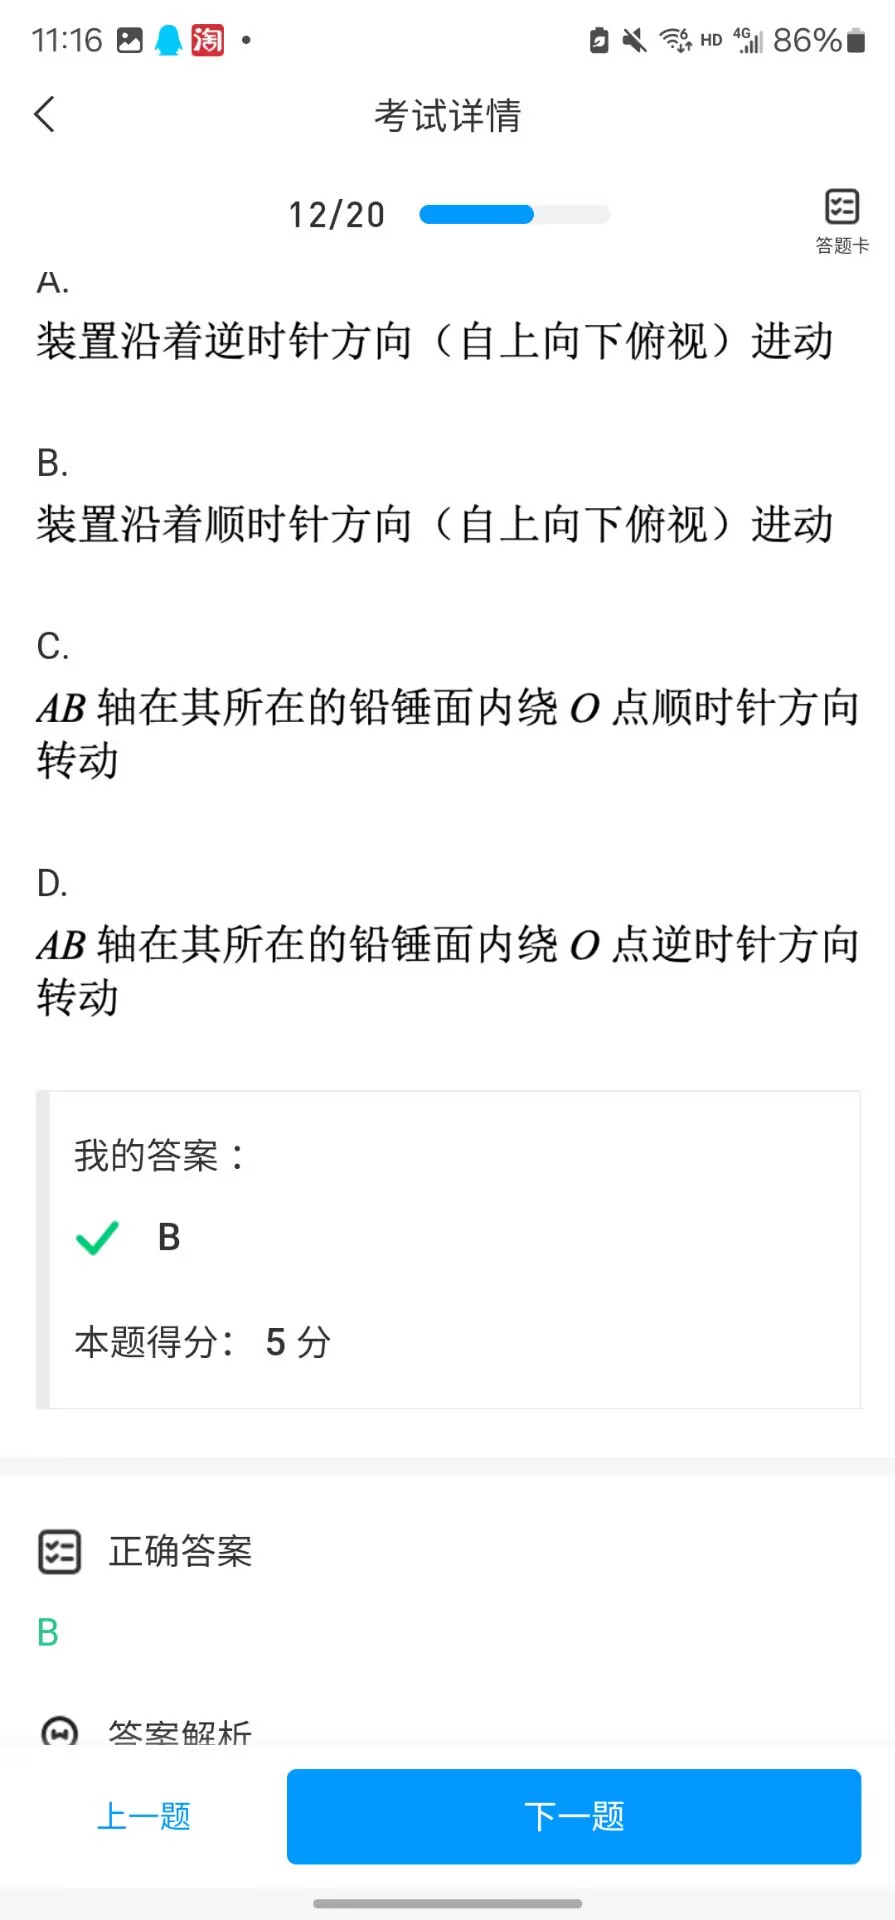 11:16 淘 HD 4G 86%
考试详情
12/20
答题卡
A.
装置沿着逆时针方向（自上向下俯视）进动
B.
装置沿着顺时针方向（自上向下俯视）进动
C.
AB 轴在其所在的铅锤面内绕 O 点顺时针方向
转动
D.
AB 轴在其所在的铅锤面内绕 O 点逆时针方向
转动
我的答案：
B
本题得分： 5 分
正确答案
B
答案解析
上一题 下一题